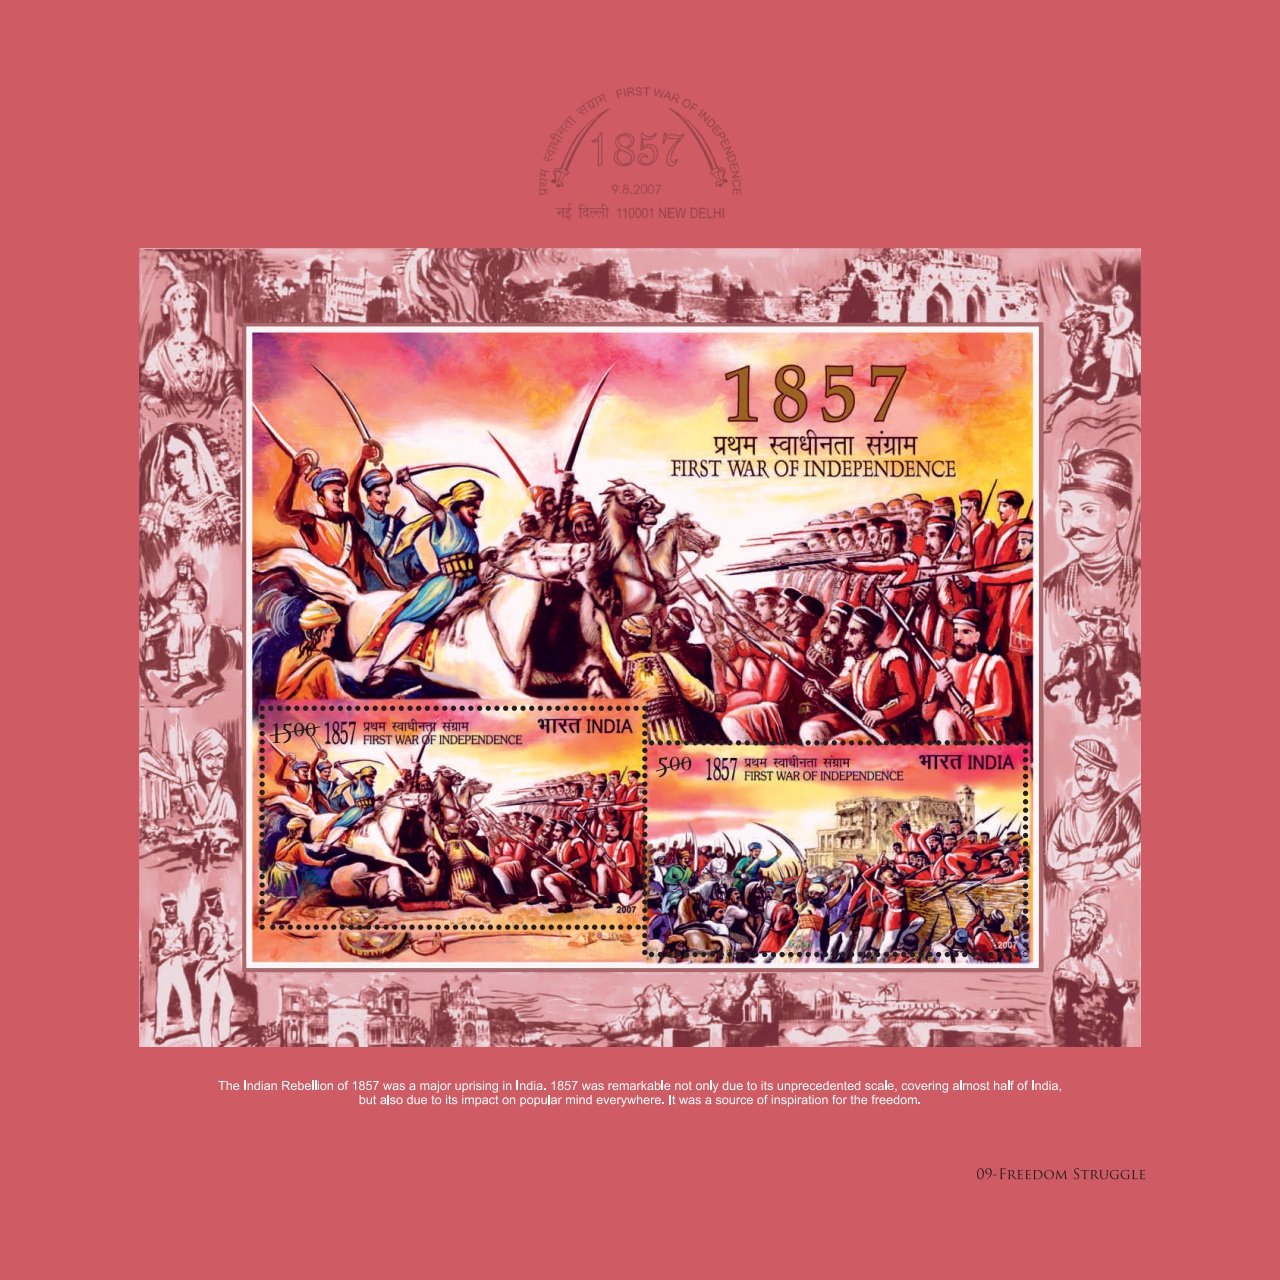 प्रथम स्वाधीनता संग्राम FIRST WAR OF INDEPENDENCE
1857
9.8.2007
नई दिल्ली 110001 NEW DELHI
1857
प्रथम स्वाधीनता संग्राम
FIRST WAR OF INDEPENDENCE
1500 1857 प्रथम स्वाधीनता संग्राम भारत INDIA
FIRST WAR OF INDEPENDENCE
2007
500 1857 प्रथम स्वाधीनता संग्राम भारत INDIA
FIRST WAR OF INDEPENDENCE
2007
The Indian Rebellion of 1857 was a major uprising in India. 1857 was remarkable not only due to its unprecedented scale, covering almost half of India,
but also due to its impact on popular mind everywhere. It was a source of inspiration for the freedom.
09-FREEDOM STRUGGLE